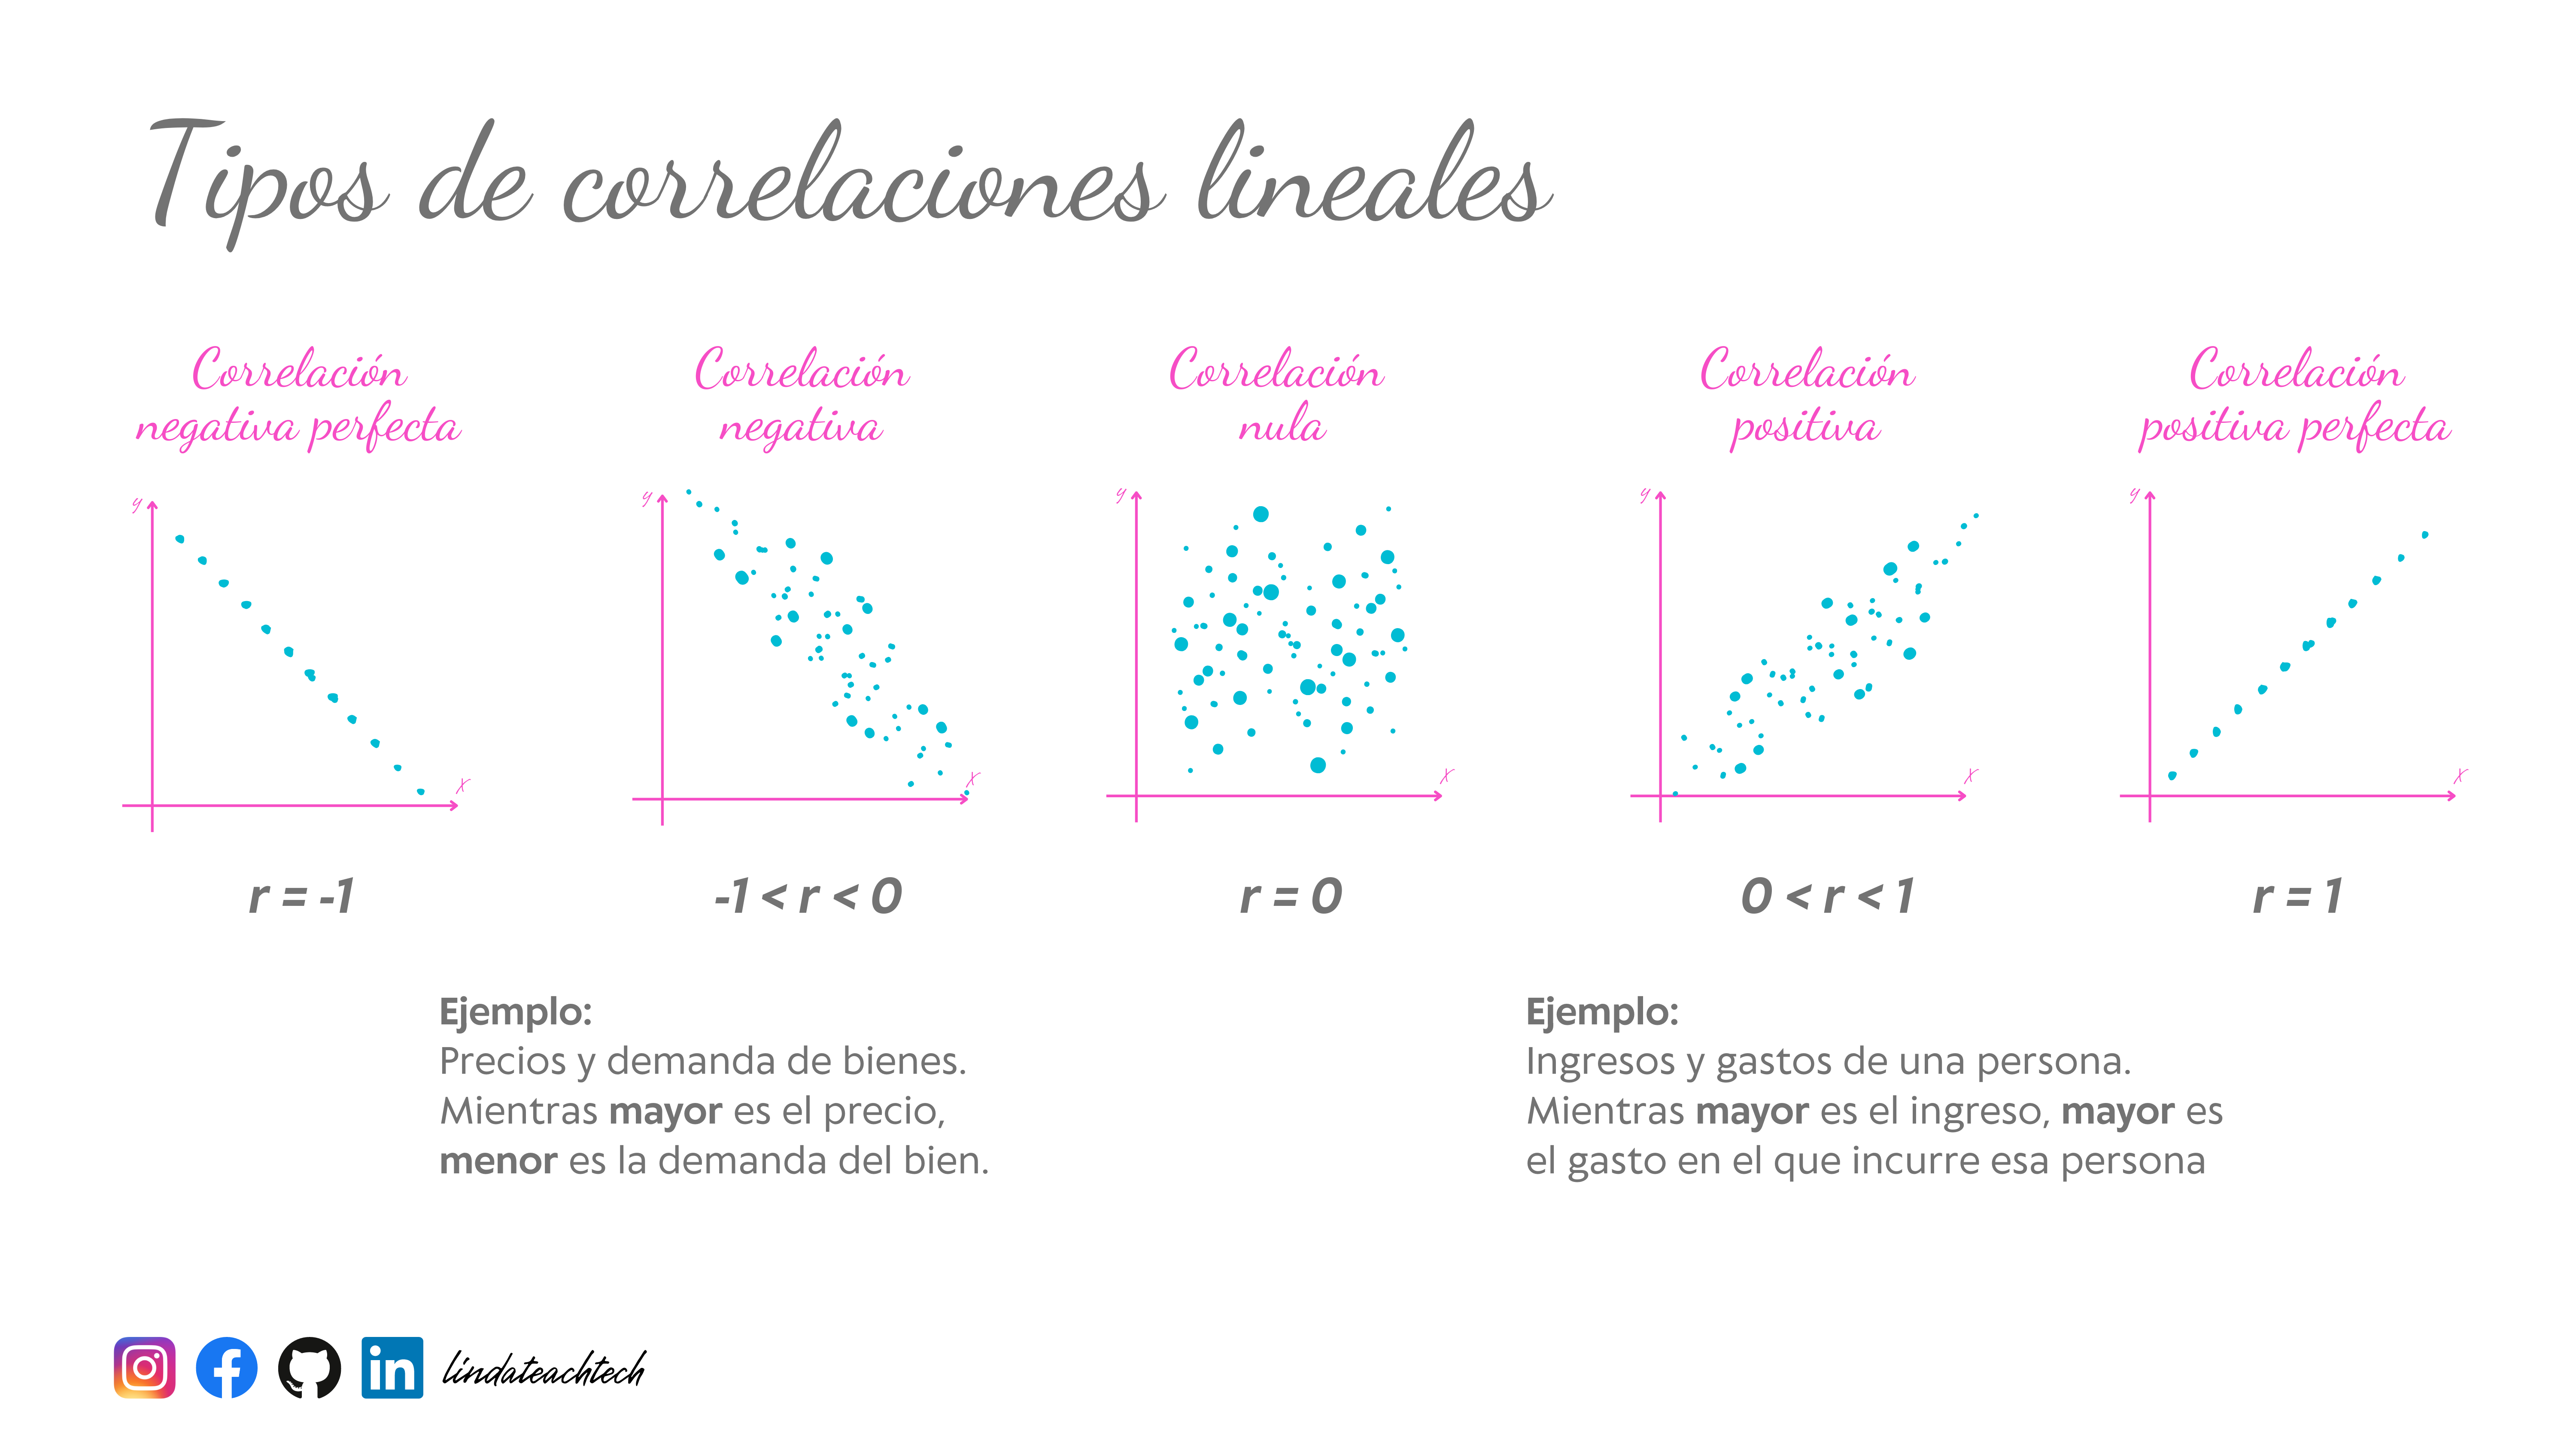 Tipos de correlaciones lineales
Correlación
negativa perfecta
y
x
r = -1
Correlación
negativa
y
x
-1 < r < 0
Correlación
nula
y
x
r = 0
Correlación
positiva
y
x
0 < r < 1
Correlación
positiva perfecta
y
x
r = 1
Ejemplo:
Precios y demanda de bienes.
Mientras mayor es el precio,
menor es la demanda del bien.
Ejemplo:
Ingresos y gastos de una persona.
Mientras mayor es el ingreso, mayor es
el gasto en el que incurre esa persona
in
lindateachtech